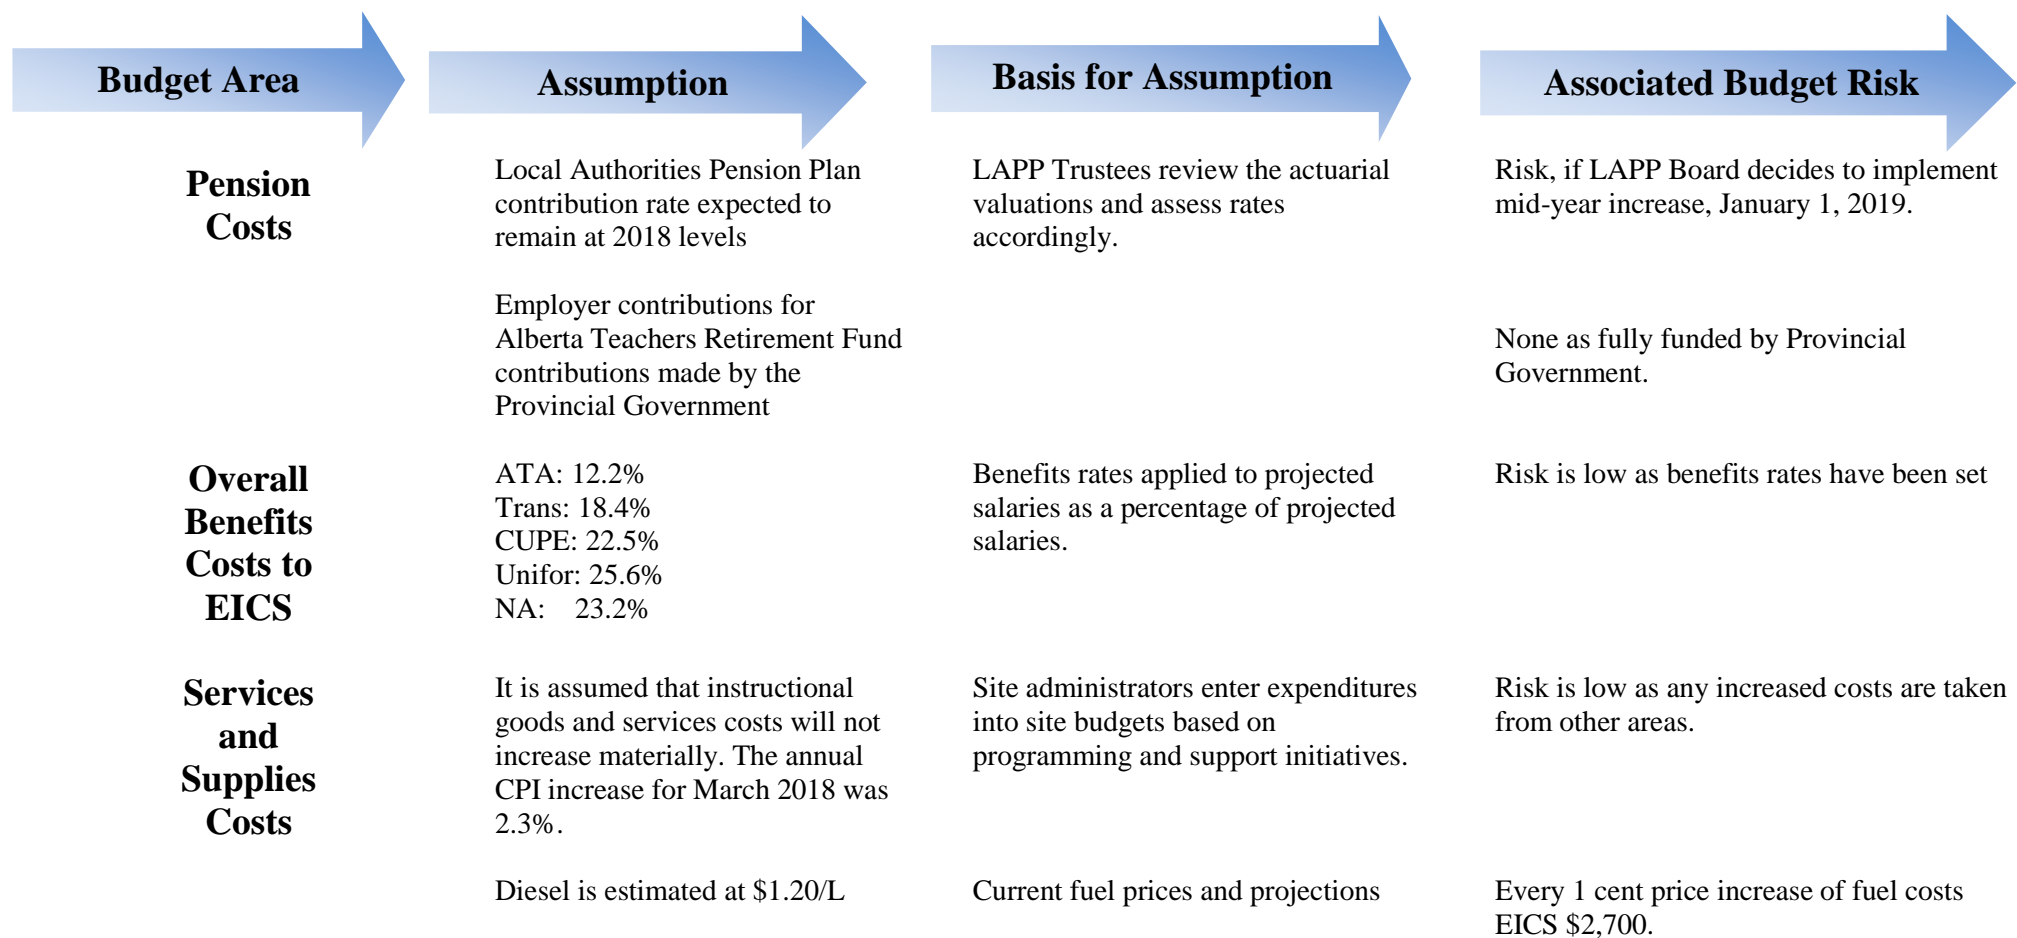 Budget Area
Assumption
Basis for Assumption
Associated Budget Risk
Pension
Costs
Local Authorities Pension Plan
contribution rate expected to
remain at 2018 levels
LAPP Trustees review the actuarial
valuations and assess rates
accordingly.
Risk, if LAPP Board decides to implement
mid-year increase, January 1, 2019.
Employer contributions for
Alberta Teachers Retirement Fund
contributions made by the
Provincial Government
None as fully funded by Provincial
Government.
Overall
Benefits
Costs to
EICS
ATA: 12.2%
Trans: 18.4%
CUPE: 22.5%
Unifor: 25.6%
NA: 23.2%
Benefits rates applied to projected
salaries as a percentage of projected
salaries.
Risk is low as benefits rates have been set
Services
and
Supplies
Costs
It is assumed that instructional
goods and services costs will not
increase materially. The annual
CPI increase for March 2018 was
2.3%.
Site administrators enter expenditures
into site budgets based on
programming and support initiatives.
Risk is low as any increased costs are taken
from other areas.
Diesel is estimated at $1.20/L
Current fuel prices and projections
Every 1 cent price increase of fuel costs
EICS $2,700.